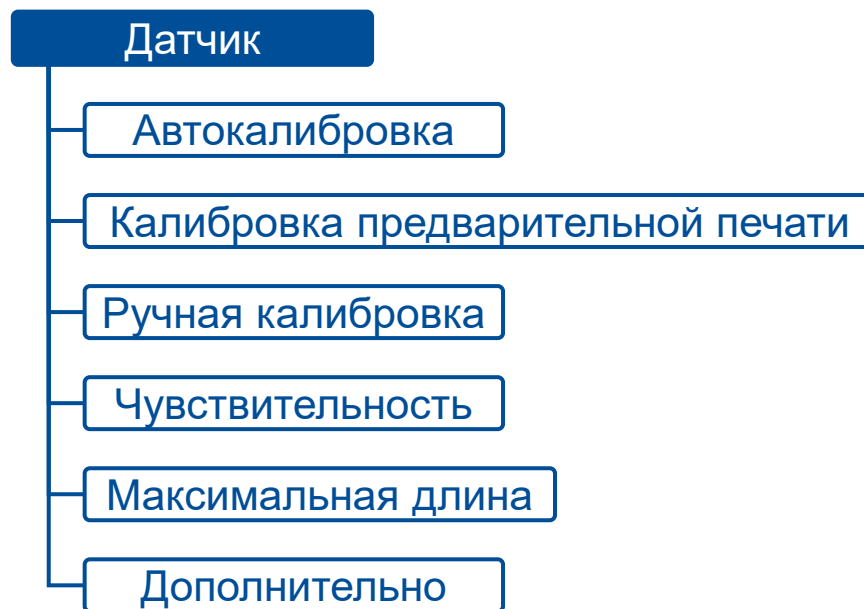 Датчик
Автокалибровка
Калибровка предварительной печати
Ручная калибровка
Чувствительность
Максимальная длина
Дополнительно